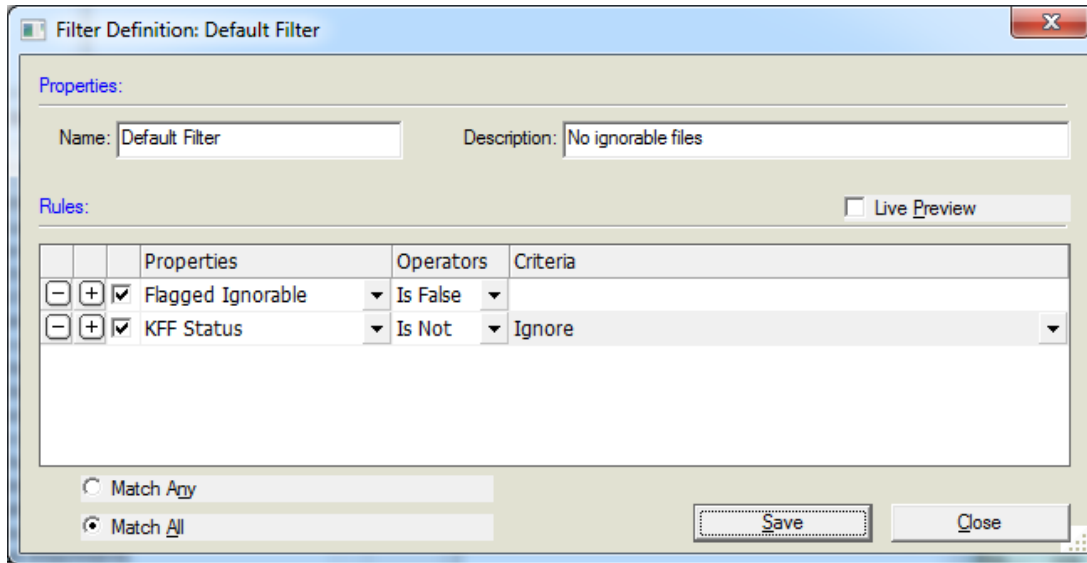 Filter Definition: Default Filter
Properties:
Name: Default Filter Description: No ignorable files
Rules: Live Preview
Properties Operators Criteria
Flagged Ignorable Is False
KFF Status Is Not Ignore
Match Any
Match All Save Close